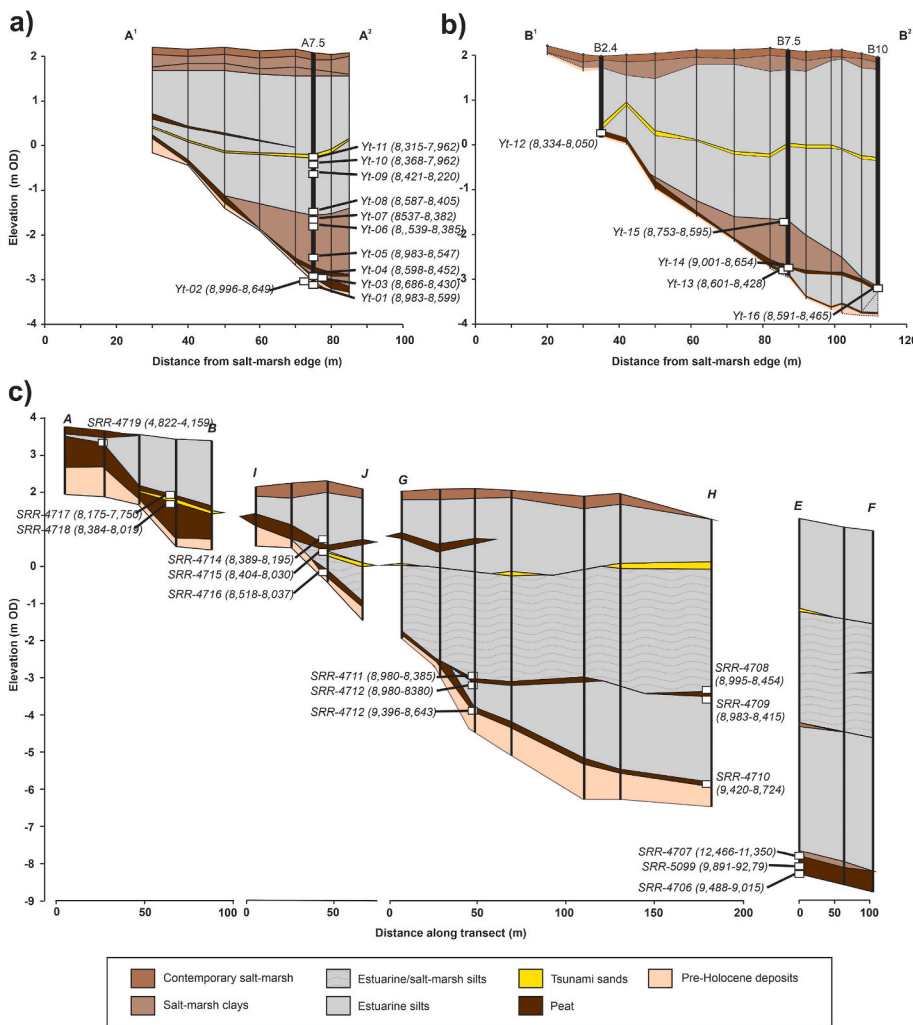 a)
A¹
A7.5
A²
2
1
0
-1
-2
-3
-4
Elevation (m OD)
Yt-11 (8,315-7,962)
Yt-10 (8,368-7,962)
Yt-09 (8,421-8,220)
Yt-08 (8,587-8,405)
Yt-07 (8537-8,382)
Yt-06 (8,,539-8,385)
Yt-05 (8,983-8,547)
Yt-04 (8,598-8,452)
Yt-03 (8,686-8,430)
Yt-02 (8,996-8,649)
Yt-01 (8,983-8,599)
0 20 40 60 80 100
Distance from salt-marsh edge (m)
b)
B¹
B2.4
B7.5
B10
B²
2
1
0
-1
-2
-3
-4
Yt-12 (8,334-8,050)
Yt-15 (8,753-8,595)
Yt-14 (9,001-8,654)
Yt-13 (8,601-8,428)
Yt-16 (8,591-8,465)
0 20 40 60 80 100 120
Distance from salt-marsh edge (m)
c)
4
3
2
1
0
-1
-2
-3
-4
-5
-6
-7
-8
-9
Elevation (m OD)
A
SRR-4719 (4,822-4,159)
B
SRR-4717 (8,175-7,750)
SRR-4718 (8,384-8,019)
I
J
SRR-4714 (8,389-8,195)
SRR-4715 (8,404-8,030)
SRR-4716 (8,518-8,037)
G
H
SRR-4711 (8,980-8,385)
SRR-4712 (8,980-8380)
SRR-4712 (9,396-8,643)
SRR-4708
(8,995-8,454)
SRR-4709
(8,983-8,415)
SRR-4710
(9,420-8,724)
E
F
SRR-4707 (12,466-11,350)
SRR-5099 (9,891-92,79)
SRR-4706 (9,488-9,015)
0 50 100 0 50 0 50 100 150 200 0 50 100
Distance along transect (m)
Contemporary salt-marsh
Estuarine/salt-marsh silts
Tsunami sands
Pre-Holocene deposits
Salt-marsh clays
Estuarine silts
Peat